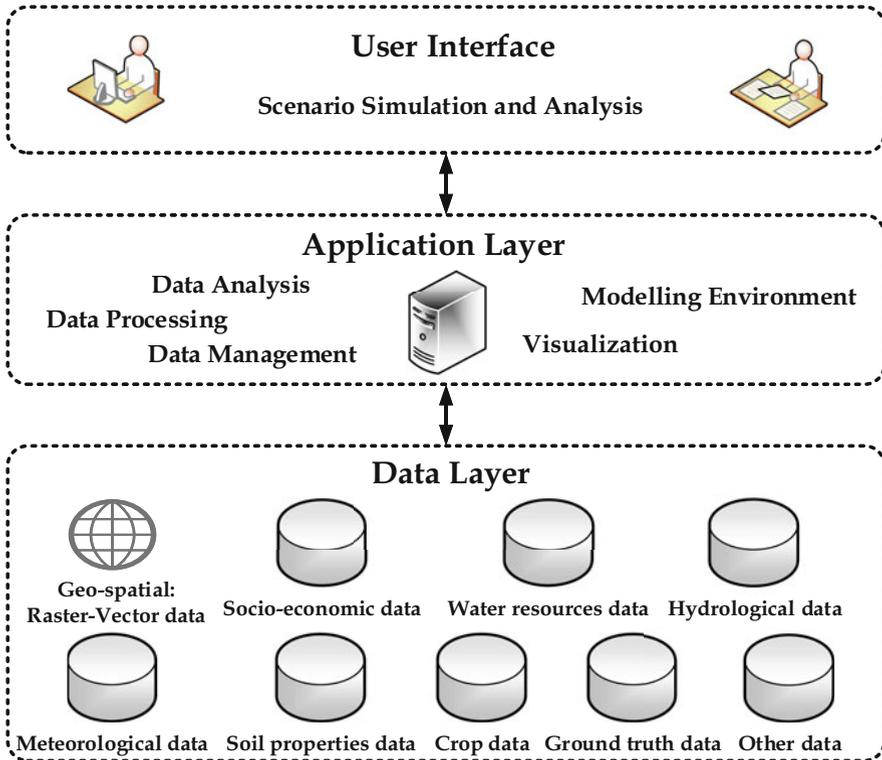 User Interface
Scenario Simulation and Analysis
Application Layer
Data Analysis
Data Processing
Data Management
Modelling Environment
Visualization
Data Layer
Geo-spatial:
Raster-Vector data
Socio-economic data
Water resources data
Hydrological data
Meteorological data
Soil properties data
Crop data
Ground truth data
Other data